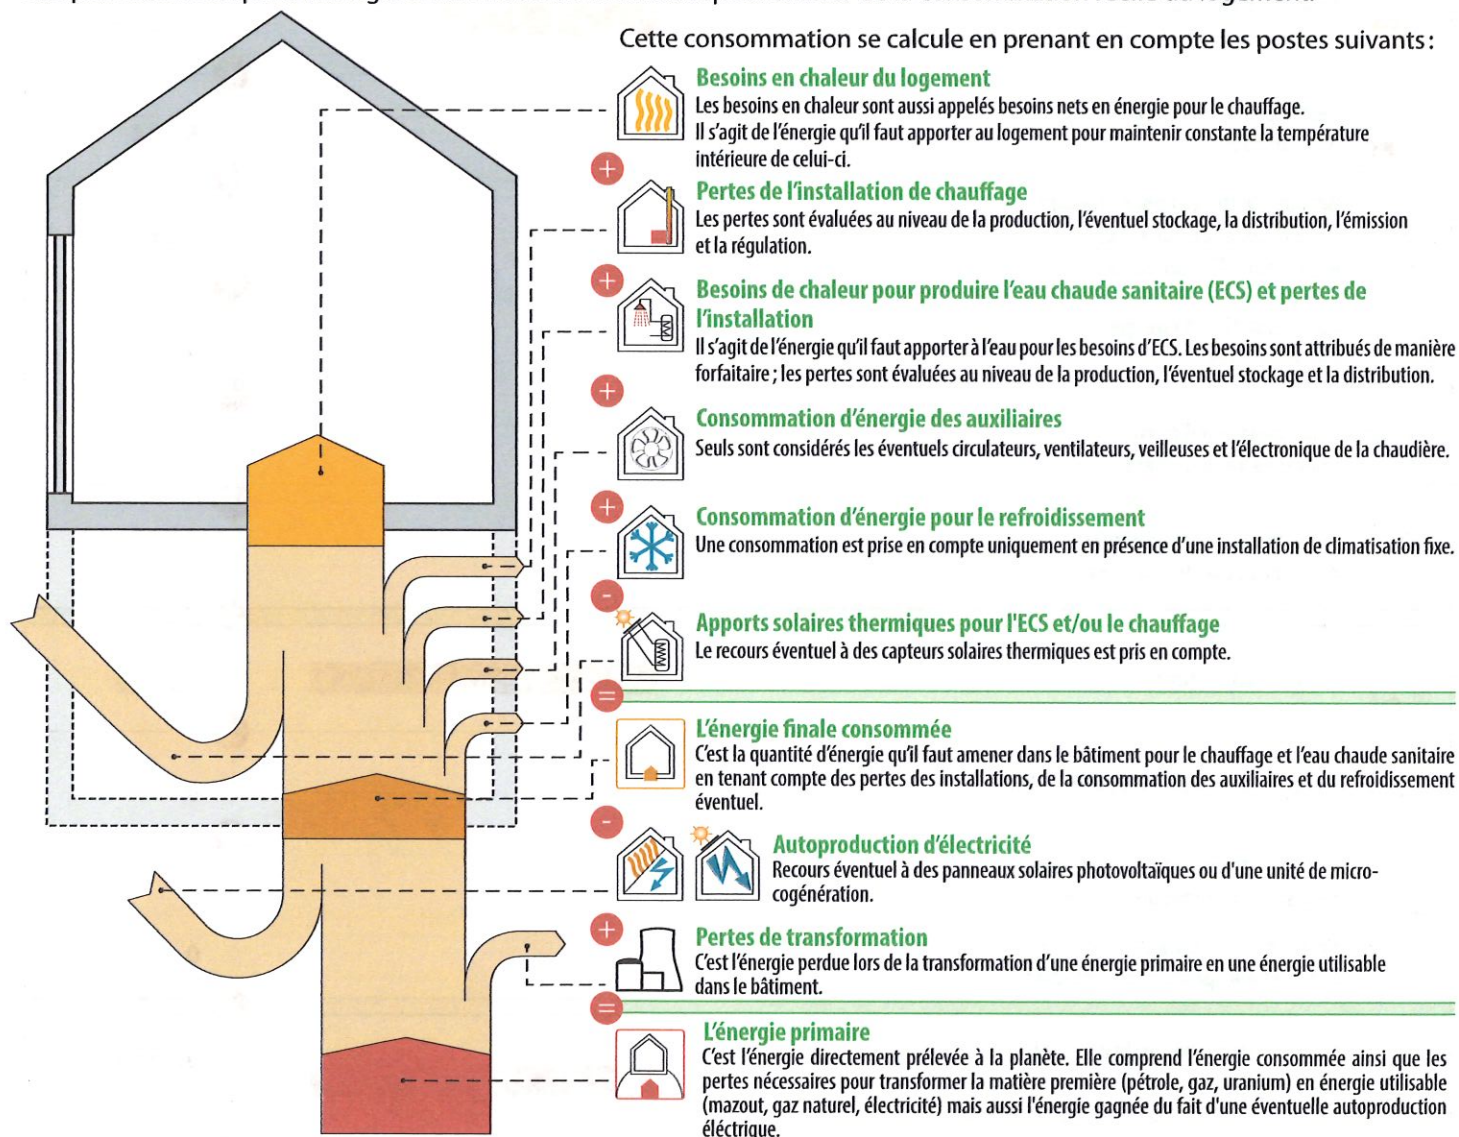 Cette consommation se calcule en prenant en compte les postes suivants :
Besoins en chaleur du logement
Les besoins en chaleur sont aussi appelés besoins nets en énergie pour le chauffage.
Il s'agit de l'énergie qu'il faut apporter au logement pour maintenir constante la température
intérieure de celui-ci.
+
Pertes de l'installation de chauffage
Les pertes sont évaluées au niveau de la production, l'éventuel stockage, la distribution, l'émission
et la régulation.
+
Besoins de chaleur pour produire l'eau chaude sanitaire (ECS) et pertes de
l'installation
Il s'agit de l'énergie qu'il faut apporter à l'eau pour les besoins d'ECS. Les besoins sont attribués de manière
forfaitaire ; les pertes sont évaluées au niveau de la production, l'éventuel stockage et la distribution.
+
Consommation d'énergie des auxiliaires
Seuls sont considérés les éventuels circulateurs, ventilateurs, veilleuses et l'électronique de la chaudière.
+
Consommation d'énergie pour le refroidissement
Une consommation est prise en compte uniquement en présence d'une installation de climatisation fixe.
-
Apports solaires thermiques pour l'ECS et/ou le chauffage
Le recours éventuel à des capteurs solaires thermiques est pris en compte.
=
L'énergie finale consommée
C'est la quantité d'énergie qu'il faut amener dans le bâtiment pour le chauffage et l'eau chaude sanitaire
en tenant compte des pertes des installations, de la consommation des auxiliaires et du refroidissement
éventuel.
-
Autoproduction d'électricité
Recours éventuel à des panneaux solaires photovoltaïques ou d'une unité de micro-
cogénération.
+
Pertes de transformation
C'est l'énergie perdue lors de la transformation d'une énergie primaire en une énergie utilisable
dans le bâtiment.
=
L'énergie primaire
C'est l'énergie directement prélevée à la planète. Elle comprend l'énergie consommée ainsi que les
pertes nécessaires pour transformer la matière première (pétrole, gaz, uranium) en énergie utilisable
(mazout, gaz naturel, électricité) mais aussi l'énergie gagnée du fait d'une éventuelle autoproduction
éléctrique.